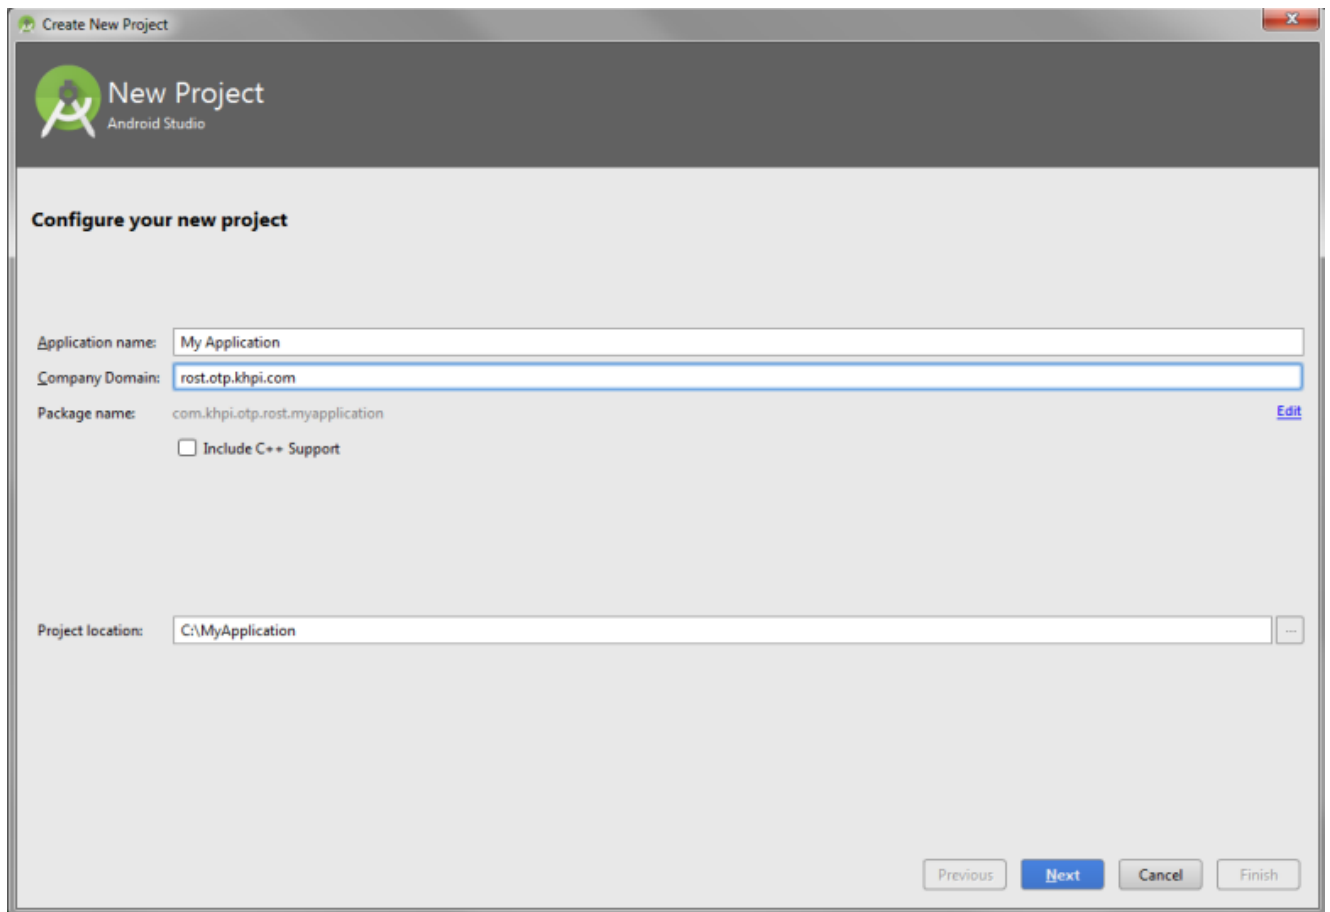 Create New Project
New Project
Android Studio
Configure your new project
Application name: My Application
Company Domain: rost.otp.khpi.com
Package name: com.khpi.otp.rost.myapplication Edit
Include C++ Support
Project location: C:\MyApplication ...
Previous Next Cancel Finish